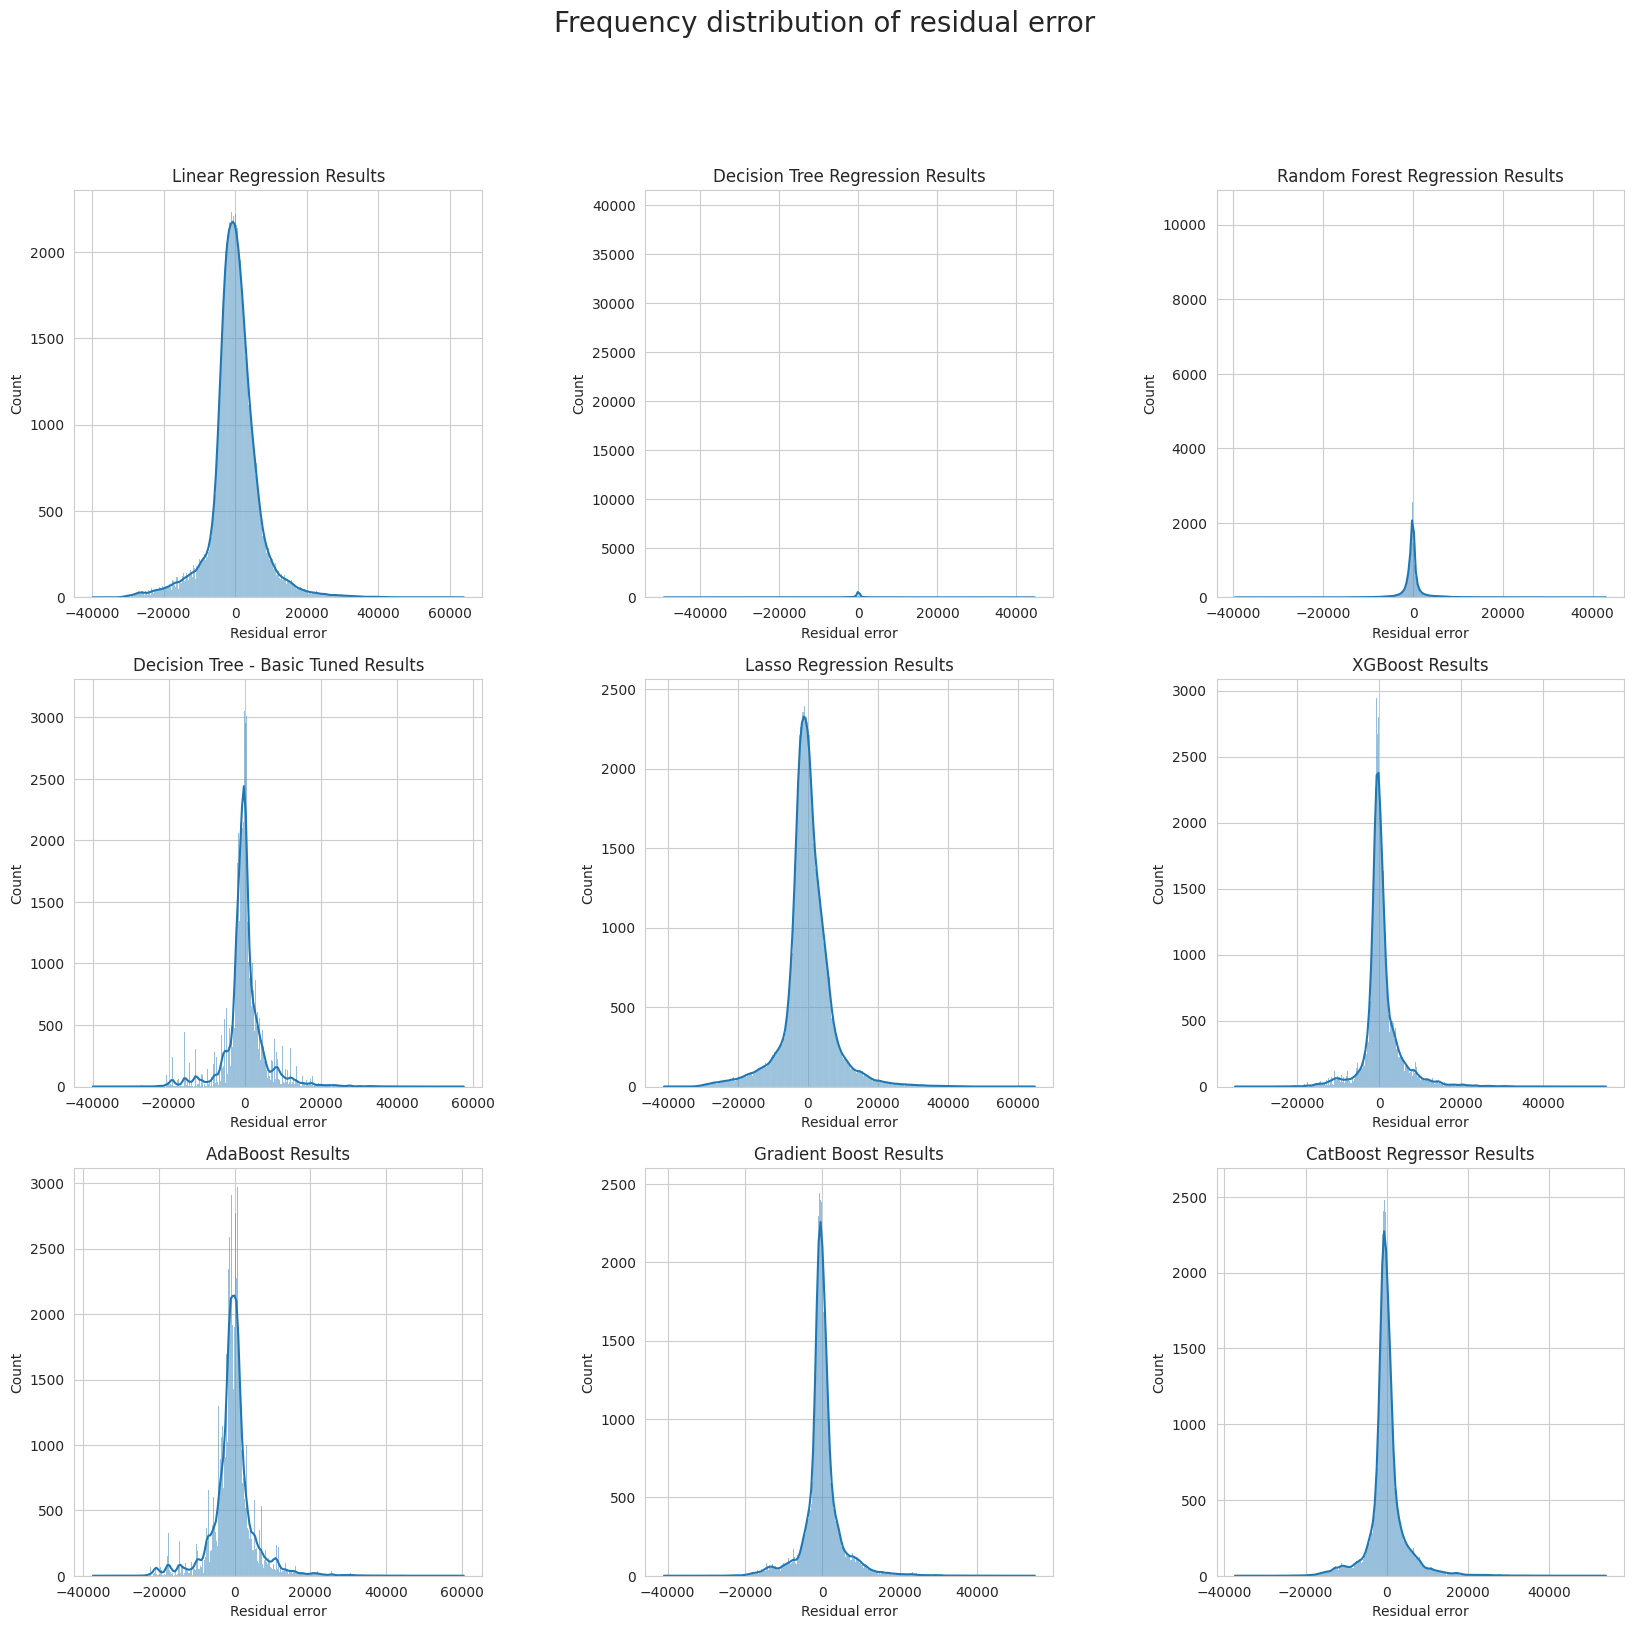 Frequency distribution of residual error
Linear Regression Results
2000
1500
1000
500
0
Count
−40000 −20000 0 20000 40000 60000
Residual error
Decision Tree Regression Results
40000
35000
30000
25000
20000
15000
10000
5000
0
Count
−40000 −20000 0 20000 40000
Residual error
Random Forest Regression Results
10000
8000
6000
4000
2000
0
Count
−40000 −20000 0 20000 40000
Residual error
Decision Tree - Basic Tuned Results
3000
2500
2000
1500
1000
500
0
Count
−40000 −20000 0 20000 40000 60000
Residual error
Lasso Regression Results
2500
2000
1500
1000
500
0
Count
−40000 −20000 0 20000 40000 60000
Residual error
XGBoost Results
3000
2500
2000
1500
1000
500
0
Count
−20000 0 20000 40000
Residual error
AdaBoost Results
3000
2500
2000
1500
1000
500
0
Count
−40000 −20000 0 20000 40000 60000
Residual error
Gradient Boost Results
2500
2000
1500
1000
500
0
Count
−40000 −20000 0 20000 40000
Residual error
CatBoost Regressor Results
2500
2000
1500
1000
500
0
Count
−40000 −20000 0 20000 40000
Residual error